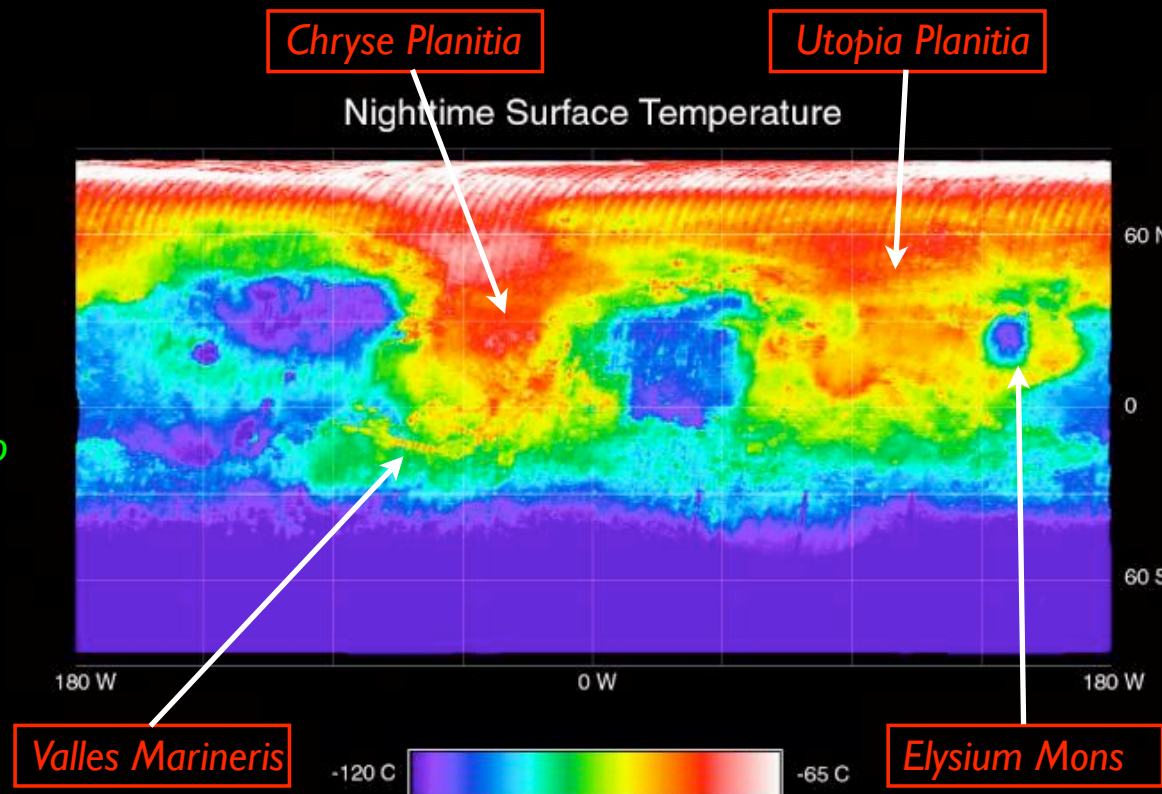 Chryse Planitia
Utopia Planitia
Nighttime Surface Temperature
60 N
0
60 S
180 W
0 W
180 W
Valles Marineris
-120 C
-65 C
Elysium Mons